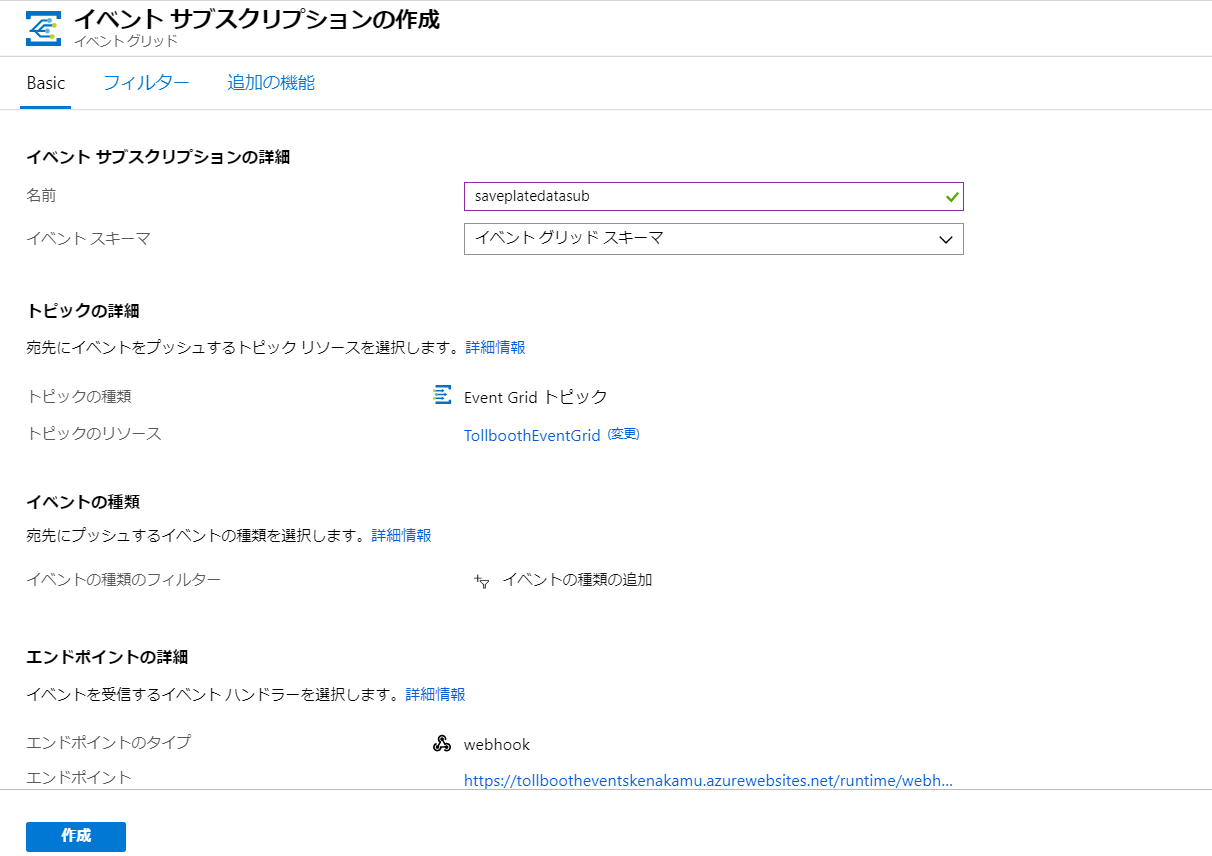 イベント サブスクリプションの作成
イベント グリッド
Basic フィルター 追加の機能
イベント サブスクリプションの詳細
名前 saveplatedatasub
イベント スキーマ イベント グリッド スキーマ
トピックの詳細
宛先にイベントをプッシュするトピック リソースを選択します。詳細情報
トピックの種類 Event Grid トピック
トピックのリソース TollboothEventGrid (変更)
イベントの種類
宛先にプッシュするイベントの種類を選択します。詳細情報
イベントの種類のフィルター イベントの種類の追加
エンドポイントの詳細
イベントを受信するイベント ハンドラーを選択します。詳細情報
エンドポイントのタイプ webhook
エンドポイント https://tollbootheventskenakamu.azurewebsites.net/runtime/webh...
作成